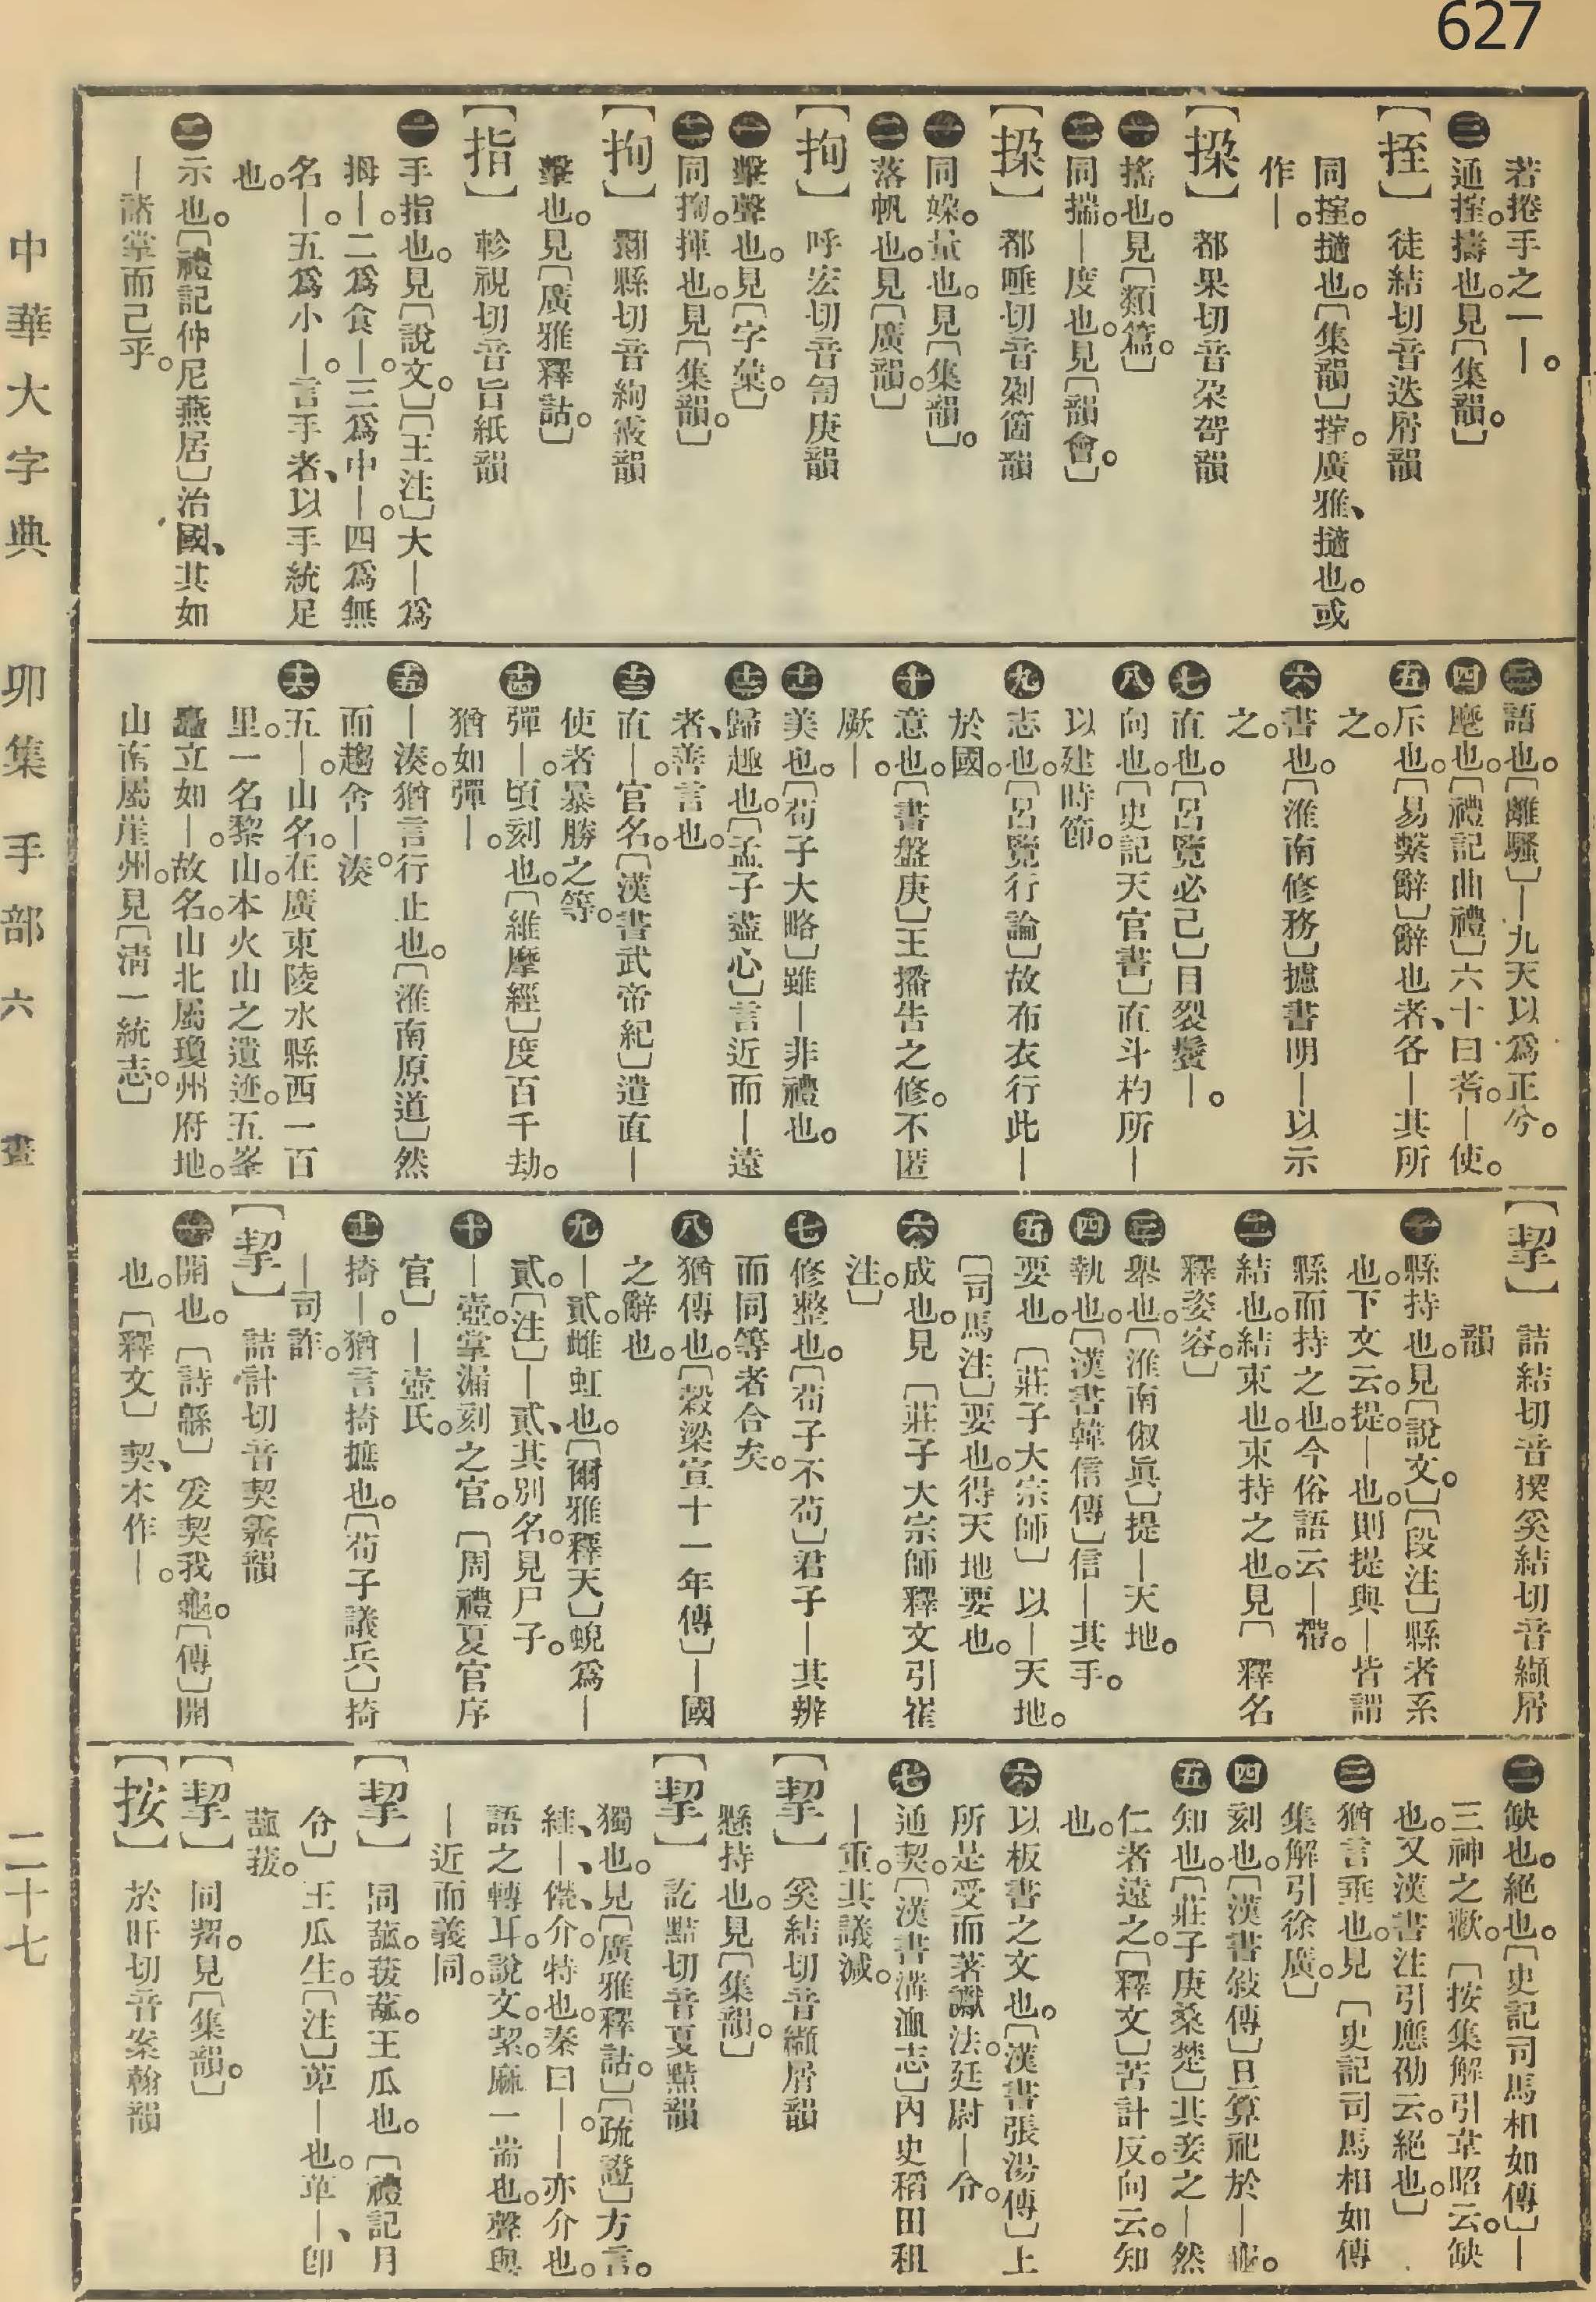 627
若捲手之一｜。
三通揰擣也。見〔集韻。〕
〔挃〕徒結切音迭屑韻
同㨖。撾也。〔集韻〕㨖。廣雅、撾也。或
作｜。
〔挅〕都果切音朶哿韻
一搖也。見〔類篇。〕
二同揣｜度也。見〔韻會。〕
〔挅〕都唾切音剁箇韻
一同㛊。量也。見〔集韻〕。
二落帆也。見〔廣韻。〕
〔拘〕呼宏切音訇庚韻
一擊聲也。見〔字彙。〕
二同揈。揮也。見〔集韻。〕
〔拘〕翾縣切音絢霰韻
擊也。見〔廣雅釋詁。〕
〔指〕軫視切音旨紙韻
一手指也。見〔說文。〕〔王注〕大｜爲
拇｜。二爲食｜。三爲中｜。四爲無
名｜。五爲小｜。言手者、以手統足
也。
二示也。〔禮記仲尼燕居〕治國、其如
｜諸掌而已乎。
三語也。〔離騷〕｜九天以爲正兮。
四麾也。〔禮記曲禮〕六十曰耆。｜使。
五斥也。〔易繫辭〕辭也者、各｜其所
之。
六書也。〔淮南修務〕攄書明｜以示
之。
七直也。〔呂覽必己〕目裂鬢｜。
八向也。〔史記天官書〕直斗杓所｜
以建時節。
九志也。〔呂覽行論〕故布衣行此｜
於國。
十意也。〔書盤庚〕王播告之修。不匿
厥｜。
十一美也。〔荀子大略〕雖｜非禮也。
十二歸趣也。〔孟子盡心〕言近而｜遠
者、善言也。
十三直｜。官名。〔漢書武帝紀〕遣直｜
使者暴勝之等。
十四彈｜。頃刻也。〔維摩經〕度百千劫。
猶如彈｜。
十五｜湊。猶言行止也。〔淮南原道〕然
而趨舍｜湊。
十六五｜。山名。在廣東陵水縣西一百
里。一名黎山。本火山之遺迹。五峯
矗立如｜。故名。山北屬瓊州府地。
山南屬崖州。見〔淸一統志。〕
〔挈〕詰結切音猰奚結切音纈屑
韻
一縣持也。見〔說文。〕〔段注〕縣者系
也。下文云。提。｜也。則提與｜皆謂
縣而持之也。今俗語云｜帶。
二結也。結束也。束持之也。見〔釋名
釋姿容。〕
三舉也。〔淮南俶眞〕提｜天地。
四執也。〔漢書韓信傳〕信｜其手。
五要也。〔莊子大宗師〕以｜天地。
〔司馬注〕要也。得天地要也。
六成也。見〔莊子大宗師釋文引崔
注。〕
七修整也。〔荀子不苟〕君子｜其辨
而同等者合矣。
八猶傳也。〔穀梁宣十一年傳〕｜國
之辭也。
九｜貳。雌虹也。〔爾雅釋天〕蜺爲｜
貳。〔注〕｜貳、其別名。見尸子。
十｜壺。掌漏刻之官。〔周禮夏官序
官〕｜壺氏。
十一掎｜。猶言掎摭也。〔荀子議兵〕掎
｜司詐。
〔挈〕詰計切音契霽韻
一開也。〔詩緜〕爰契我龜。〔傳〕開
也。〔釋文〕契、本作｜。
二缺也。絕也。〔史記司馬相如傳〕｜
三神之歡。〔按集解引韋昭云。缺
也。又漢書注引應劭云。絕也。〕
三猶言垂也。見〔史記司馬相如傳
集解引徐廣。〕
四刻也。〔漢書敍傳〕旦算祀於｜龜。
五知也。〔莊子庚桑楚〕其妾之｜然
仁者遠之。〔釋文〕苦計反。向云。知
也。
六以板書之文也。〔漢書張湯傳〕上
所是受而著讞法。廷尉｜令。
七通契。〔漢書溝洫志〕內史稻田租
｜重。其議減。
〔挈〕奚結切音纈屑韻
懸持也。見〔集韻。〕
〔挈〕訖黠切音戛黠韻
獨也。見〔廣雅釋詁。〕〔疏證〕方言。
絓、｜、儝、介。特也。秦曰｜。｜亦介也。
語之轉耳。說文。絜。麻一耑也。聲與
｜近而義同。
〔挈〕同菰。菝菰。王瓜也。〔禮記月
令〕王瓜生。〔注〕萆｜也。萆｜、卽
菰菝。
〔挈〕同㓞。見〔集韻。〕
〔按〕於旰切音案翰韻
中華大字典　卯集　手部　六畫　二十七